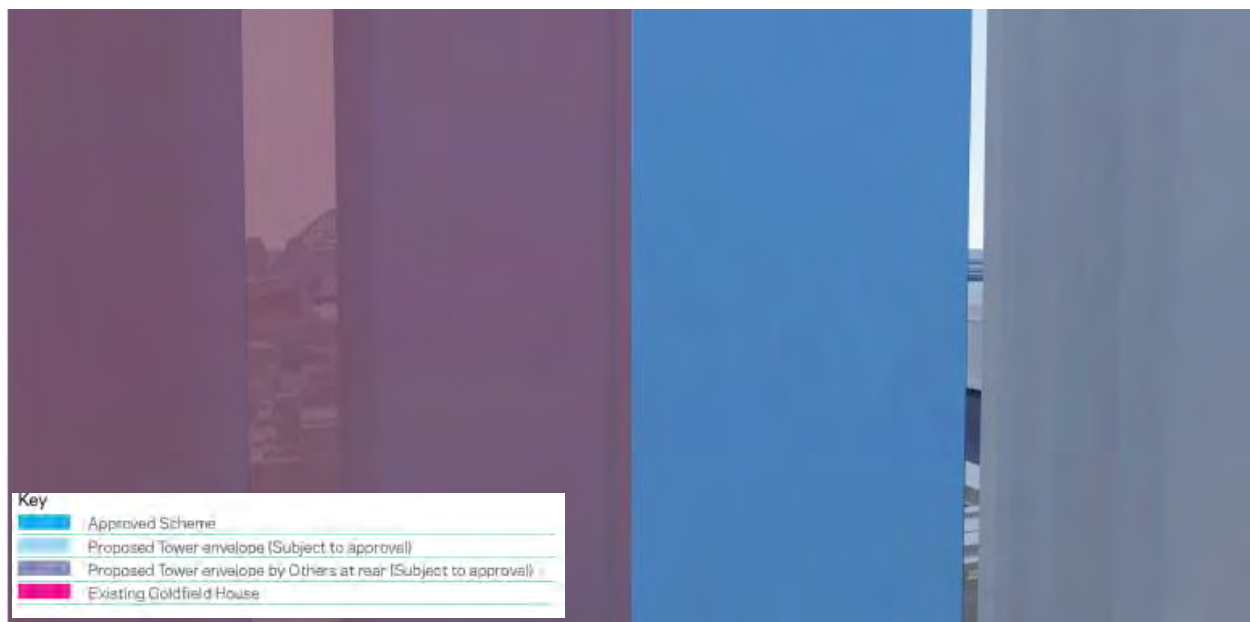 Key
Approved Scheme
Proposed Tower envelope (Subject to approval)
Proposed Tower envelope by Others at rear (Subject to approval)
Existing Goldfield House